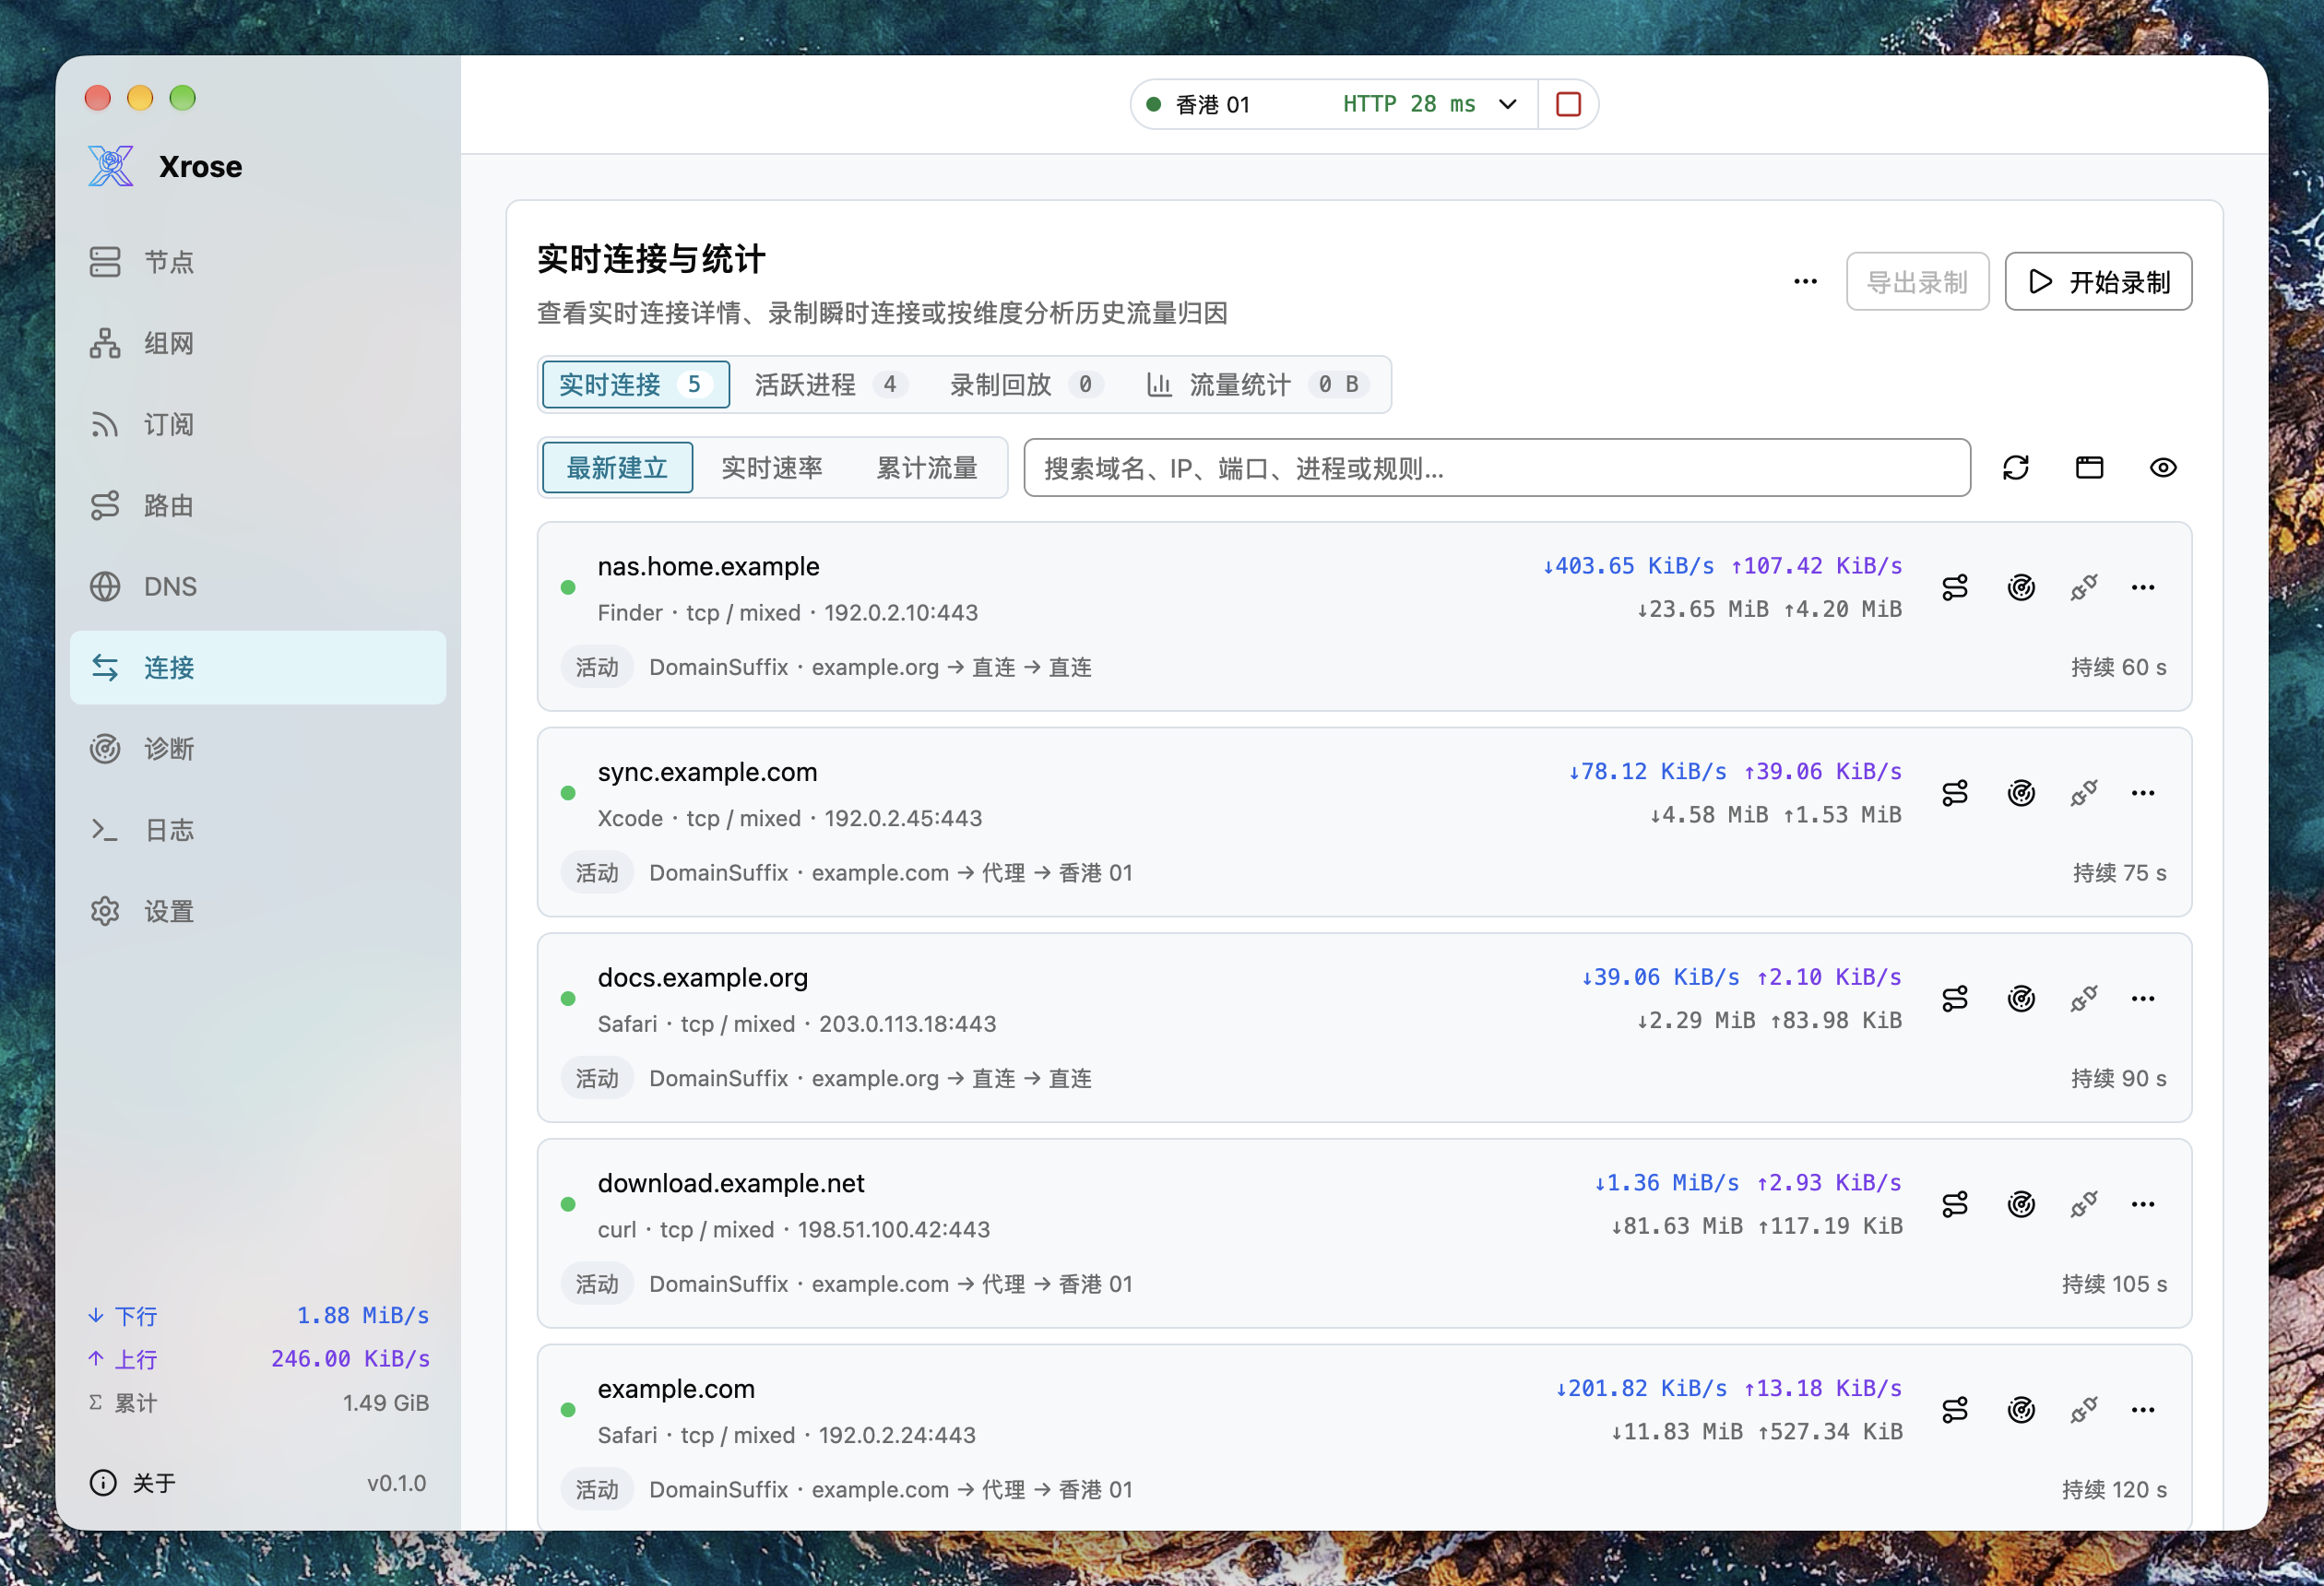 Xrose
节点
组网
订阅
路由
DNS
连接
诊断
日志
设置
↓ 下行 1.88 MiB/s
↑ 上行 246.00 KiB/s
Σ 累计 1.49 GiB
关于 v0.1.0
香港 01 HTTP 28 ms
实时连接与统计
查看实时连接详情、录制瞬时连接或按维度分析历史流量归因
导出录制 开始录制
实时连接 5 活跃进程 4 录制回放 0 流量统计 0 B
最新建立 实时速率 累计流量 搜索域名、IP、端口、进程或规则...
nas.home.example ↓403.65 KiB/s ↑107.42 KiB/s
Finder · tcp / mixed · 192.0.2.10:443 ↓23.65 MiB ↑4.20 MiB
活动 DomainSuffix · example.org → 直连 → 直连 持续 60 s
sync.example.com ↓78.12 KiB/s ↑39.06 KiB/s
Xcode · tcp / mixed · 192.0.2.45:443 ↓4.58 MiB ↑1.53 MiB
活动 DomainSuffix · example.com → 代理 → 香港 01 持续 75 s
docs.example.org ↓39.06 KiB/s ↑2.10 KiB/s
Safari · tcp / mixed · 203.0.113.18:443 ↓2.29 MiB ↑83.98 KiB
活动 DomainSuffix · example.org → 直连 → 直连 持续 90 s
download.example.net ↓1.36 MiB/s ↑2.93 KiB/s
curl · tcp / mixed · 198.51.100.42:443 ↓81.63 MiB ↑117.19 KiB
活动 DomainSuffix · example.com → 代理 → 香港 01 持续 105 s
example.com ↓201.82 KiB/s ↑13.18 KiB/s
Safari · tcp / mixed · 192.0.2.24:443 ↓11.83 MiB ↑527.34 KiB
活动 DomainSuffix · example.com → 代理 → 香港 01 持续 120 s